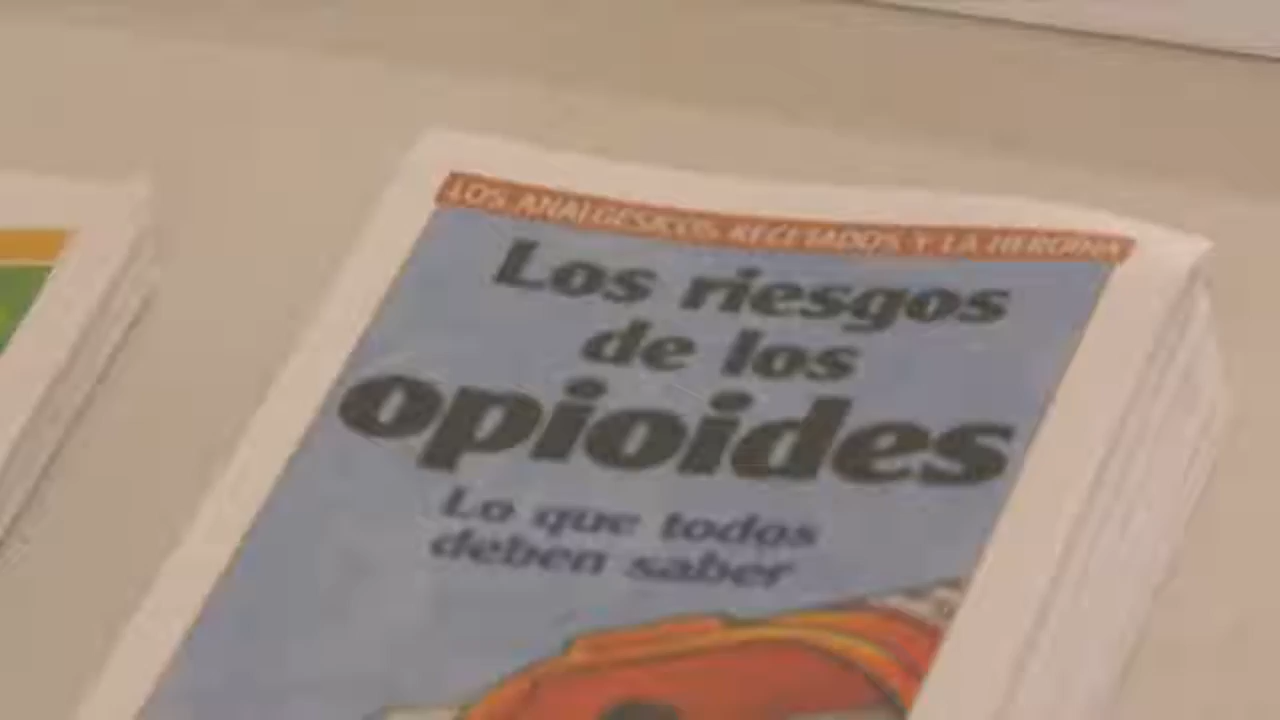 LOS ANALGÉSICOS RECETADOS Y LA HEROÍNA
Los riesgos
de los
opioides
Lo que todos
deben saber